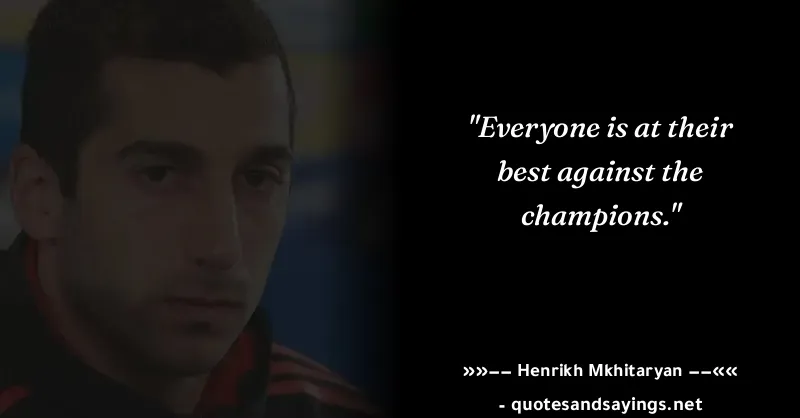 "Everyone is at their
best against the
champions."
»»−− Henrikh Mkhitaryan −−««
- quotesandsayings.net